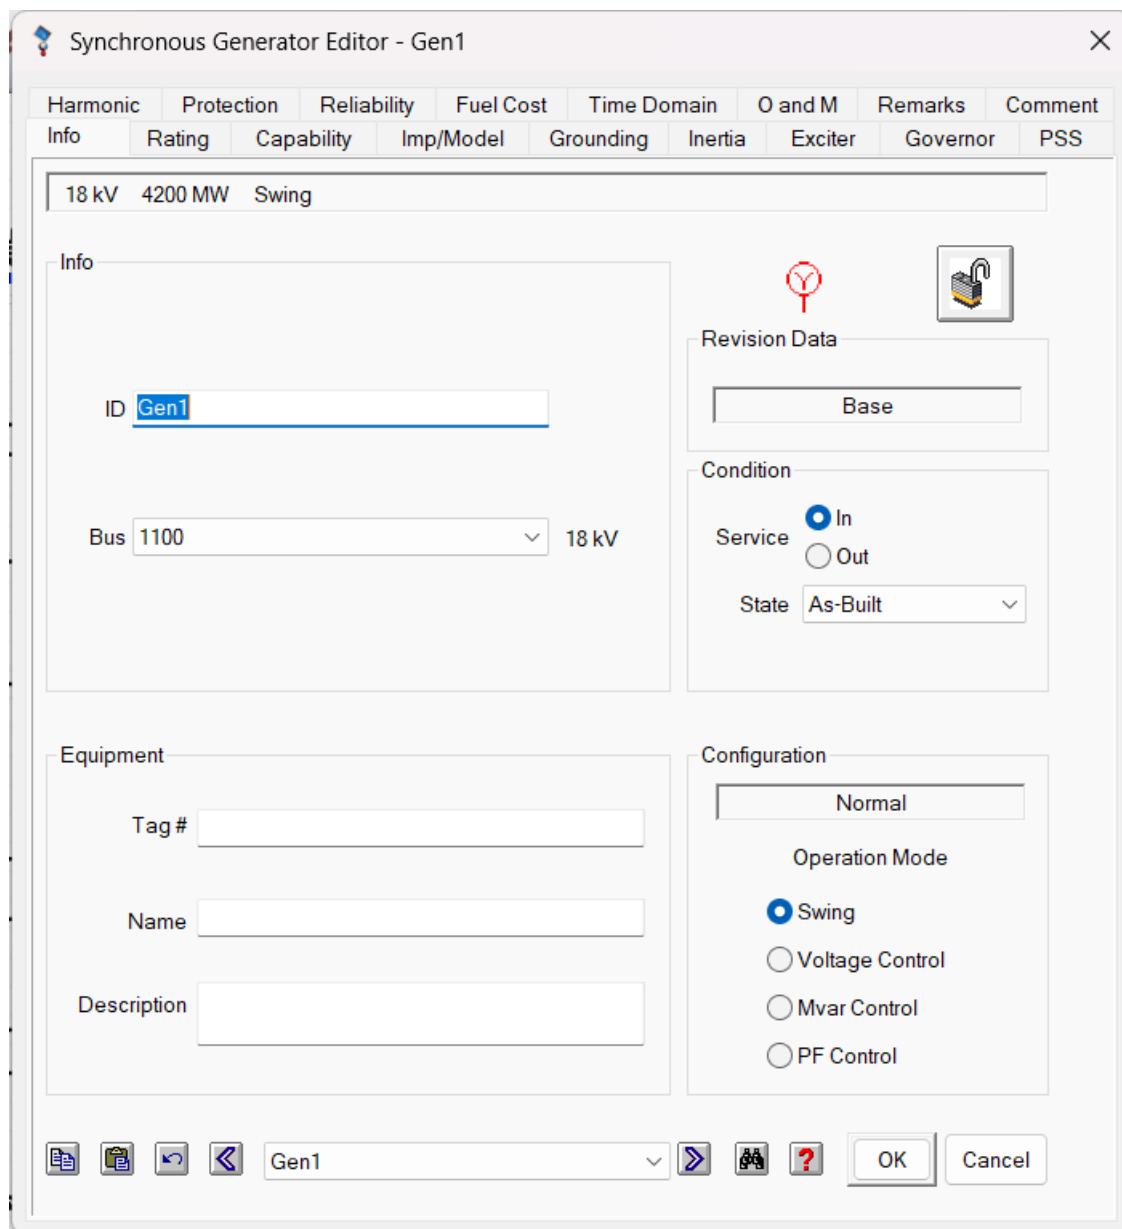 Synchronous Generator Editor - Gen1
Harmonic Protection Reliability Fuel Cost Time Domain O and M Remarks Comment
Info Rating Capability Imp/Model Grounding Inertia Exciter Governor PSS
18 kV 4200 MW Swing
Info
Revision Data
ID Gen1
Base
Condition
Bus 1100 18 kV
Service
In
Out
State As-Built
Equipment
Configuration
Normal
Tag #
Operation Mode
Name
Swing
Voltage Control
Description
Mvar Control
PF Control
Gen1 OK Cancel